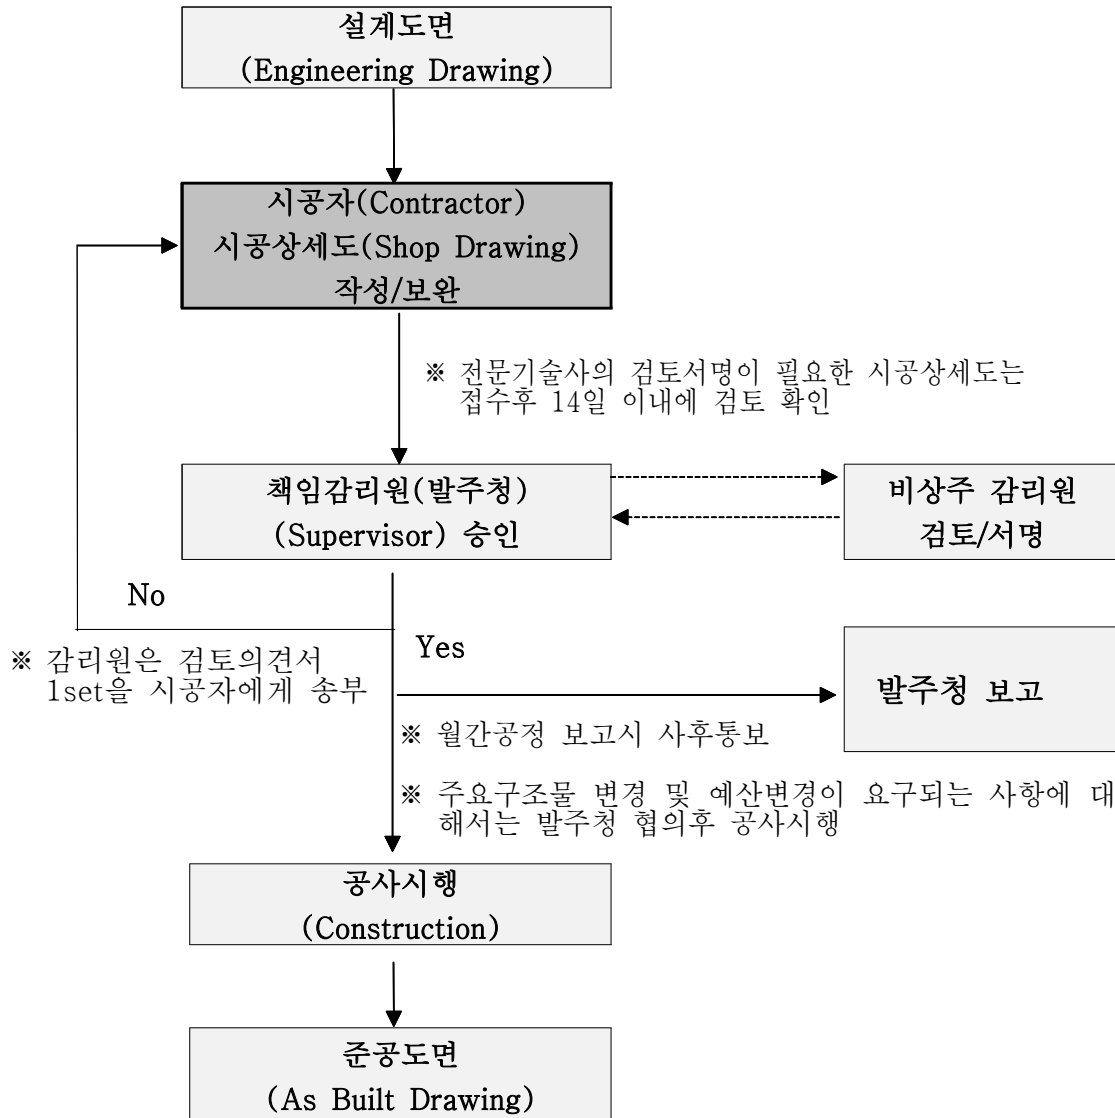 설계도면
(Engineering Drawing)
시공자(Contractor)
시공상세도(Shop Drawing)
작성/보완
※ 전문기술사의 검토서명이 필요한 시공상세도는
접수후 14일 이내에 검토 확인
책임감리원(발주청)
(Supervisor) 승인
비상주 감리원
검토/서명
No
Yes
※ 감리원은 검토의견서
1set을 시공자에게 송부
발주청 보고
※ 월간공정 보고시 사후통보
※ 주요구조물 변경 및 예산변경이 요구되는 사항에 대
해서는 발주청 협의후 공사시행
공사시행
(Construction)
준공도면
(As Built Drawing)